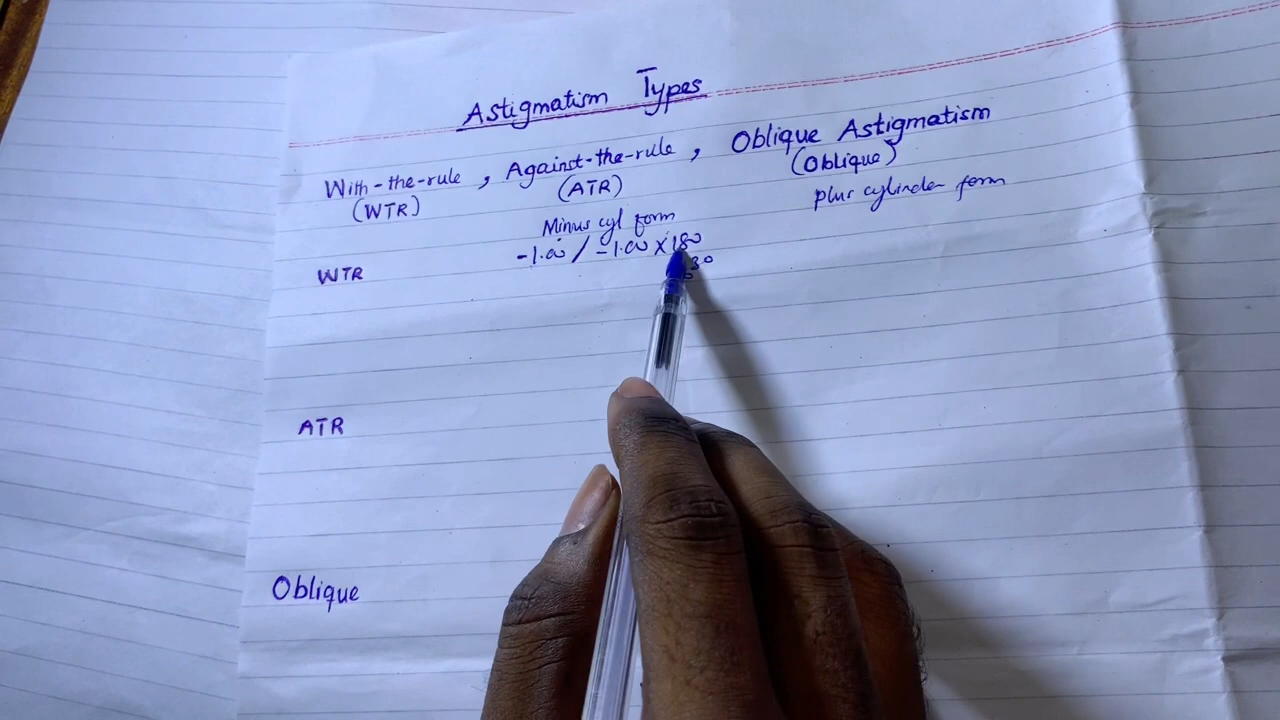 Astigmatism Types
With-the-rule, Against-the-rule, Oblique Astigmatism
(WTR) (ATR) (Oblique)
Minus cyl form plus cylinder form
WTR -1.00 / -1.00 x 180
30
ATR
Oblique